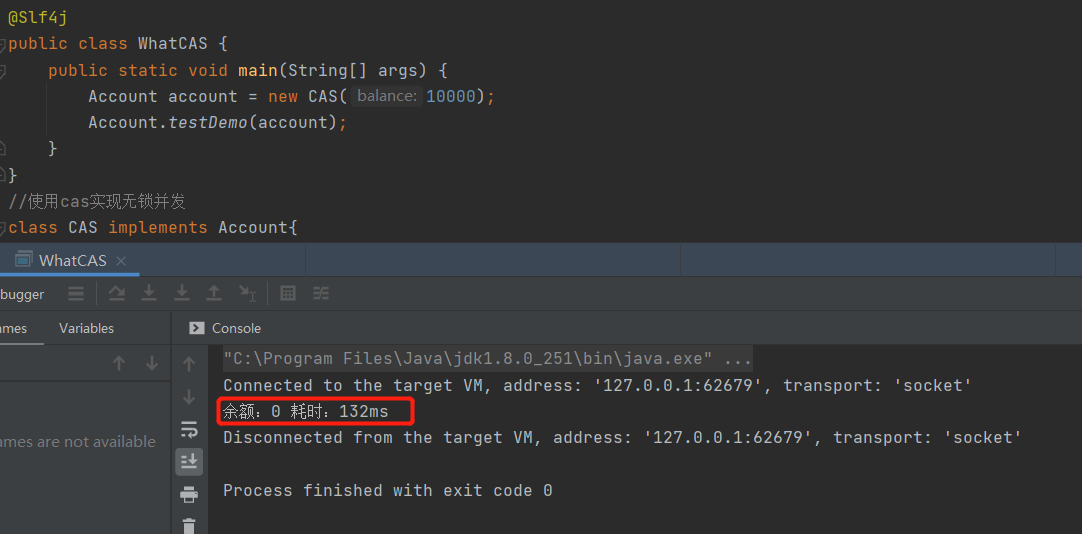 @Slf4j
public class WhatCAS {
    public static void main(String[] args) {
        Account account = new CAS( balance: 10000);
        Account.testDemo(account);
    }
}
//使用cas实现无锁并发
class CAS implements Account{
WhatCAS
bugger
ames Variables Console
"C:\Program Files\Java\jdk1.8.0_251\bin\java.exe" ...
Connected to the target VM, address: '127.0.0.1:62679', transport: 'socket'
余额：0 耗时：132ms
ames are not available
Disconnected from the target VM, address: '127.0.0.1:62679', transport: 'socket'
Process finished with exit code 0